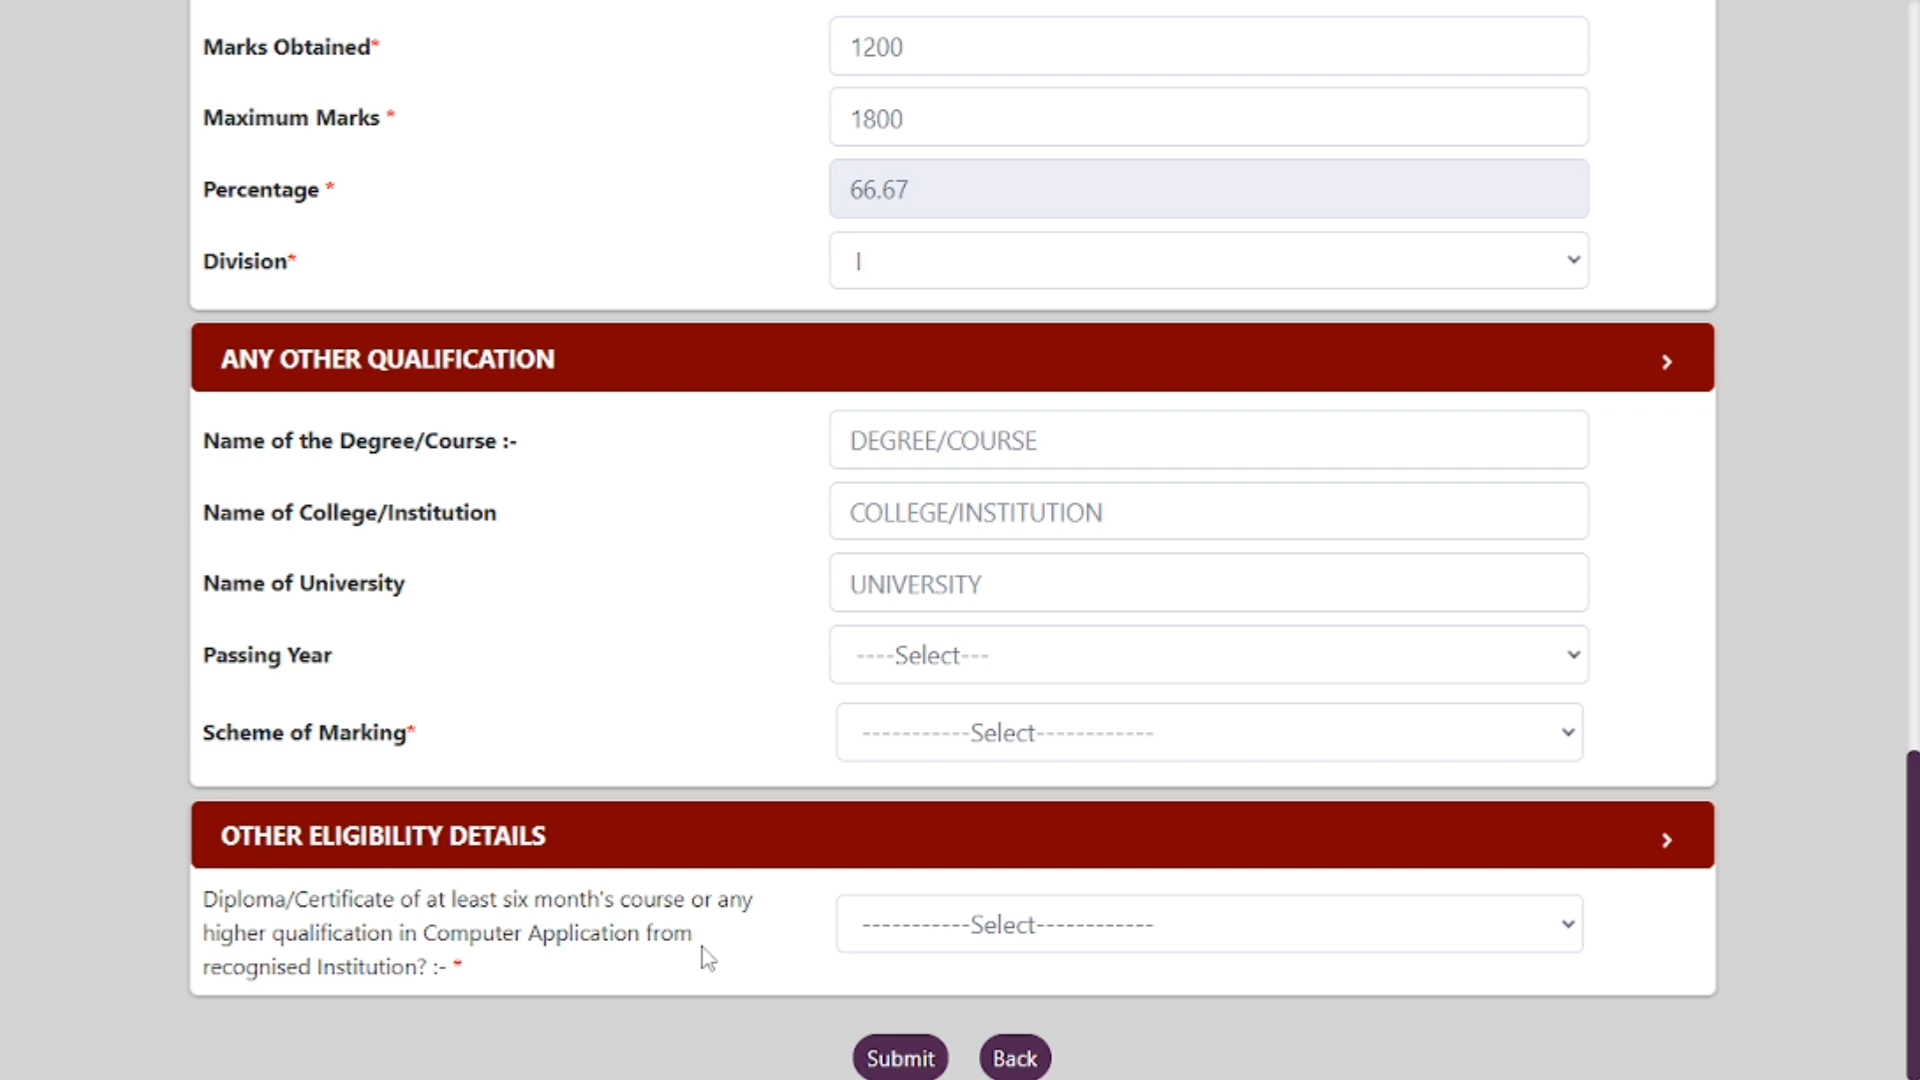 Marks Obtained* 1200
Maximum Marks * 1800
Percentage * 66.67
Division* I
ANY OTHER QUALIFICATION
Name of the Degree/Course :- DEGREE/COURSE
Name of College/Institution COLLEGE/INSTITUTION
Name of University UNIVERSITY
Passing Year ----Select---
Scheme of Marking* -----------Select------------
OTHER ELIGIBILITY DETAILS
Diploma/Certificate of at least six month's course or any
higher qualification in Computer Application from
recognised Institution? :- *
-----------Select------------
Submit Back